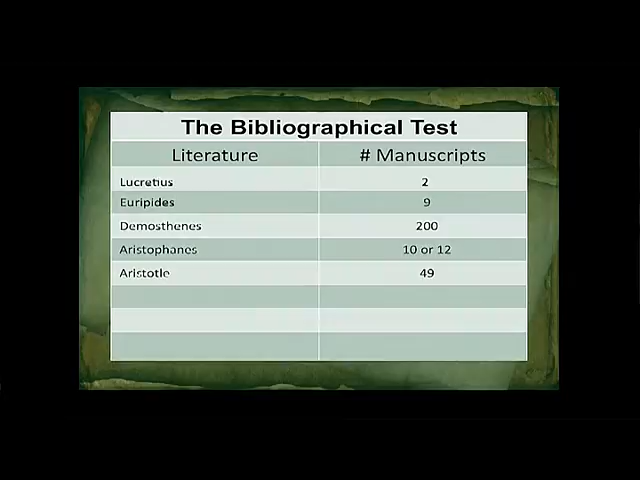 The Bibliographical Test
Literature # Manuscripts
Lucretius 2
Euripides 9
Demosthenes 200
Aristophanes 10 or 12
Aristotle 49